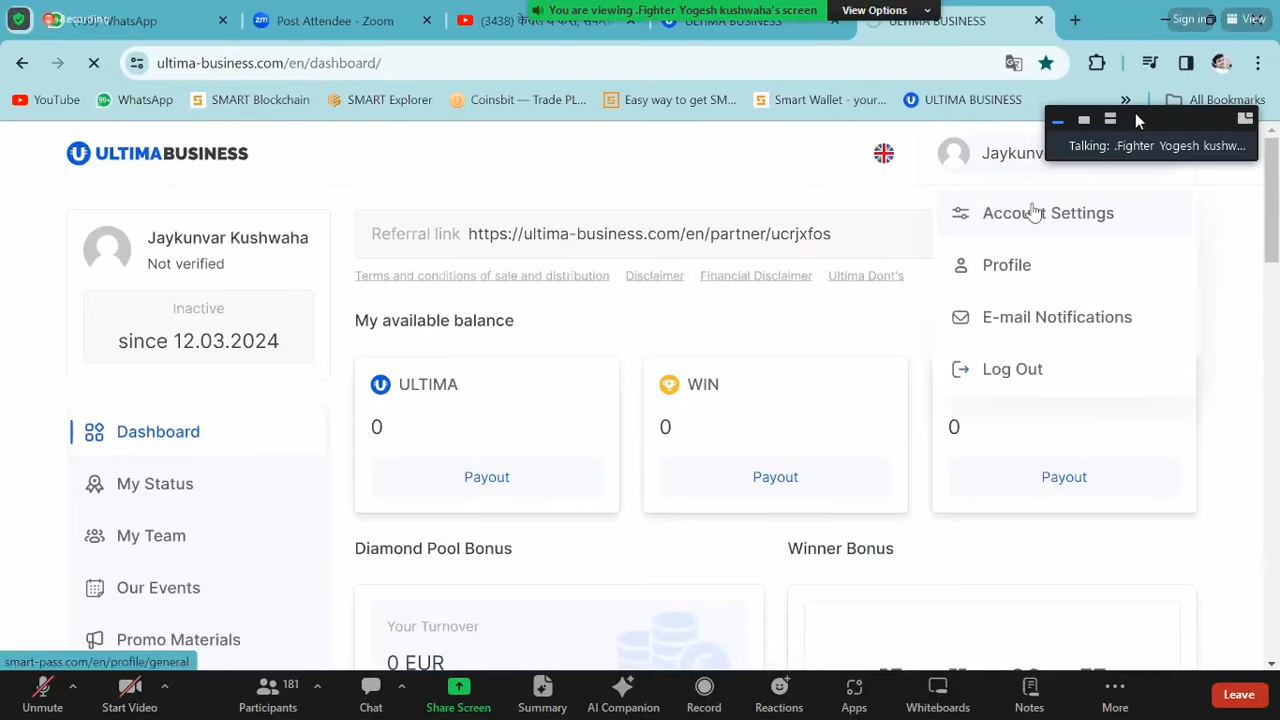 Recording
WhatsApp
Post Attendee - Zoom
(3438)
You are viewing .Fighter Yogesh kushwaha's screen
View Options
ULTIMA BUSINESS
Sign in
View
ultima-business.com/en/dashboard/
YouTube
99+
WhatsApp
SMART Blockchain
SMART Explorer
Coinsbit — Trade PL...
Easy way to get SM...
Smart Wallet - your...
ULTIMA BUSINESS
»
All Bookmarks
Talking: .Fighter Yogesh kushw...
ULTIMABUSINESS
Jaykunv
Account Settings
Profile
E-mail Notifications
Log Out
Jaykunvar Kushwaha
Not verified
Inactive
since 12.03.2024
Referral link https://ultima-business.com/en/partner/ucrjxfos
Terms and conditions of sale and distribution Disclaimer Financial Disclaimer Ultima Dont's
My available balance
ULTIMA
0
Payout
WIN
0
Payout
0
Payout
Dashboard
My Status
My Team
Our Events
Promo Materials
Diamond Pool Bonus
Your Turnover
0 EUR
Winner Bonus
smart-pass.com/en/profile/general
Unmute
Start Video
181
Participants
Chat
Share Screen
Summary
AI Companion
Record
Reactions
Apps
Whiteboards
Notes
More
Leave